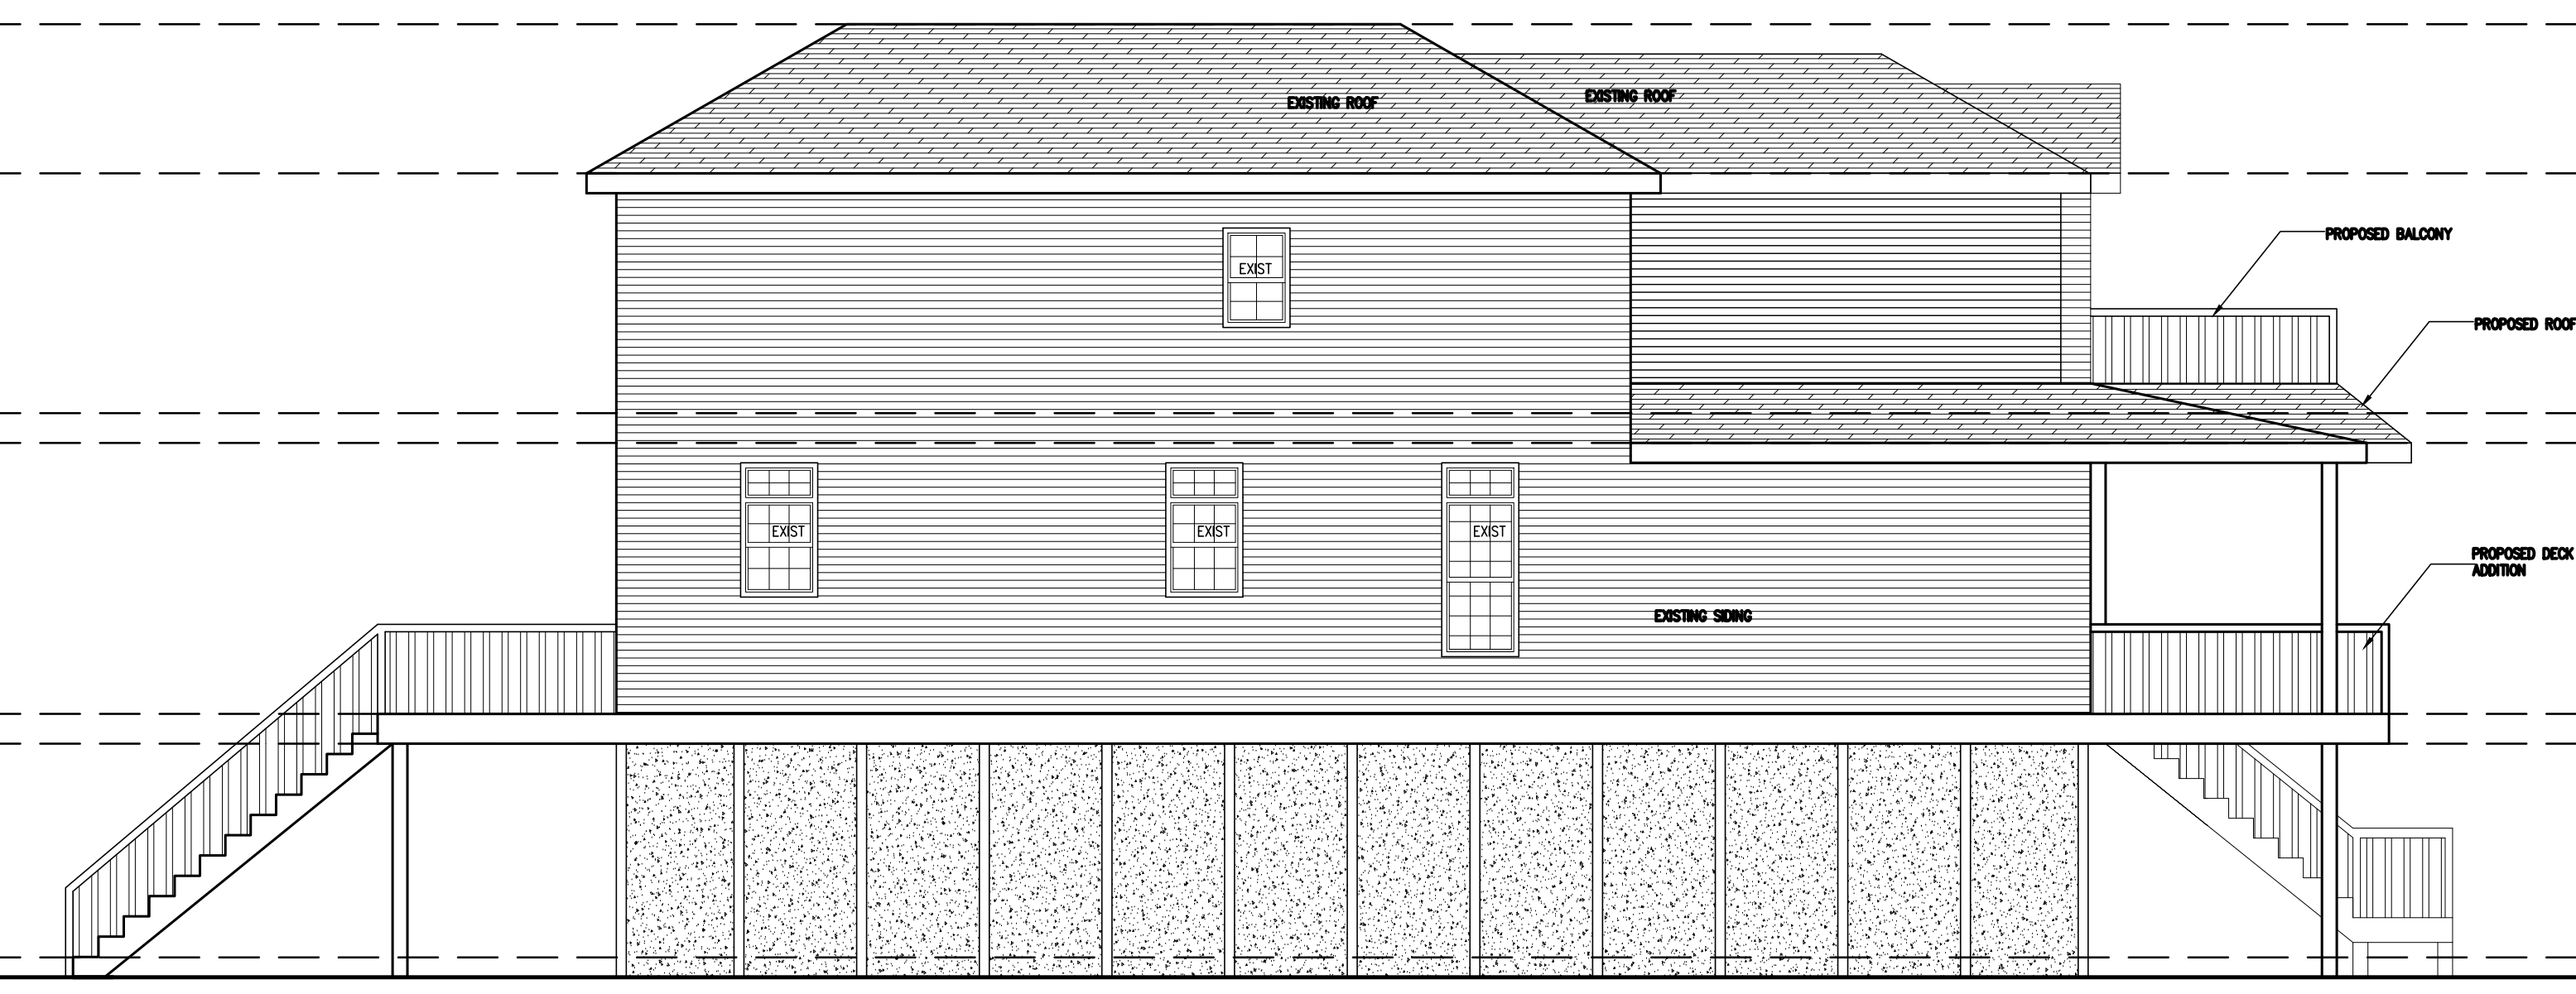 EXISTING ROOF
EXISTING ROOF
PROPOSED BALCONY
EXIST
PROPOSED ROOF
EXIST
EXIST
EXIST
PROPOSED DECK
ADDITION
EXISTING SIDING